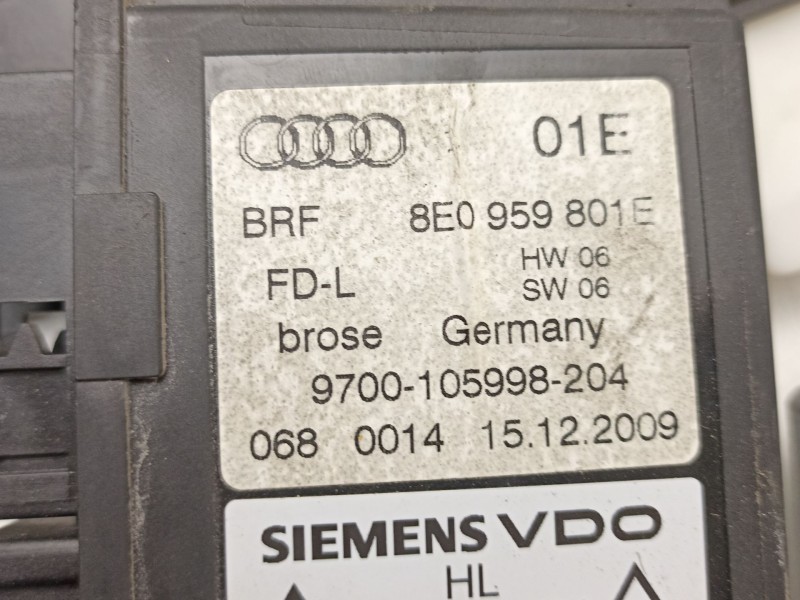 01E
BRF 8E0 959 801E
HW 06
FD-L
SW 06
brose Germany
9700-105998-204
068 0014 15.12.2009
SIEMENS VDO
HL